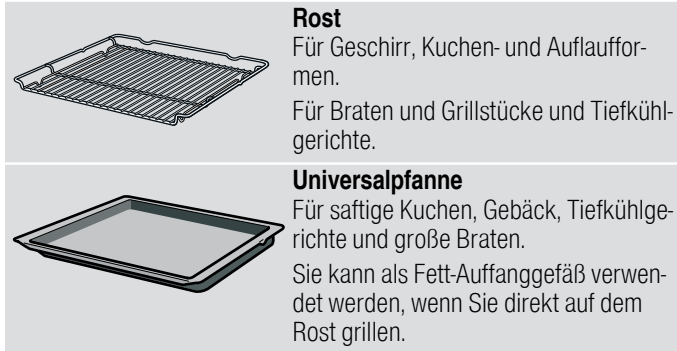 Rost
Für Geschirr, Kuchen- und Auflauffor-
men.
Für Braten und Grillstücke und Tiefkühl-
gerichte.
Universalpfanne
Für saftige Kuchen, Gebäck, Tiefkühlge-
richte und große Braten.
Sie kann als Fett-Auffanggefäß verwen-
det werden, wenn Sie direkt auf dem
Rost grillen.